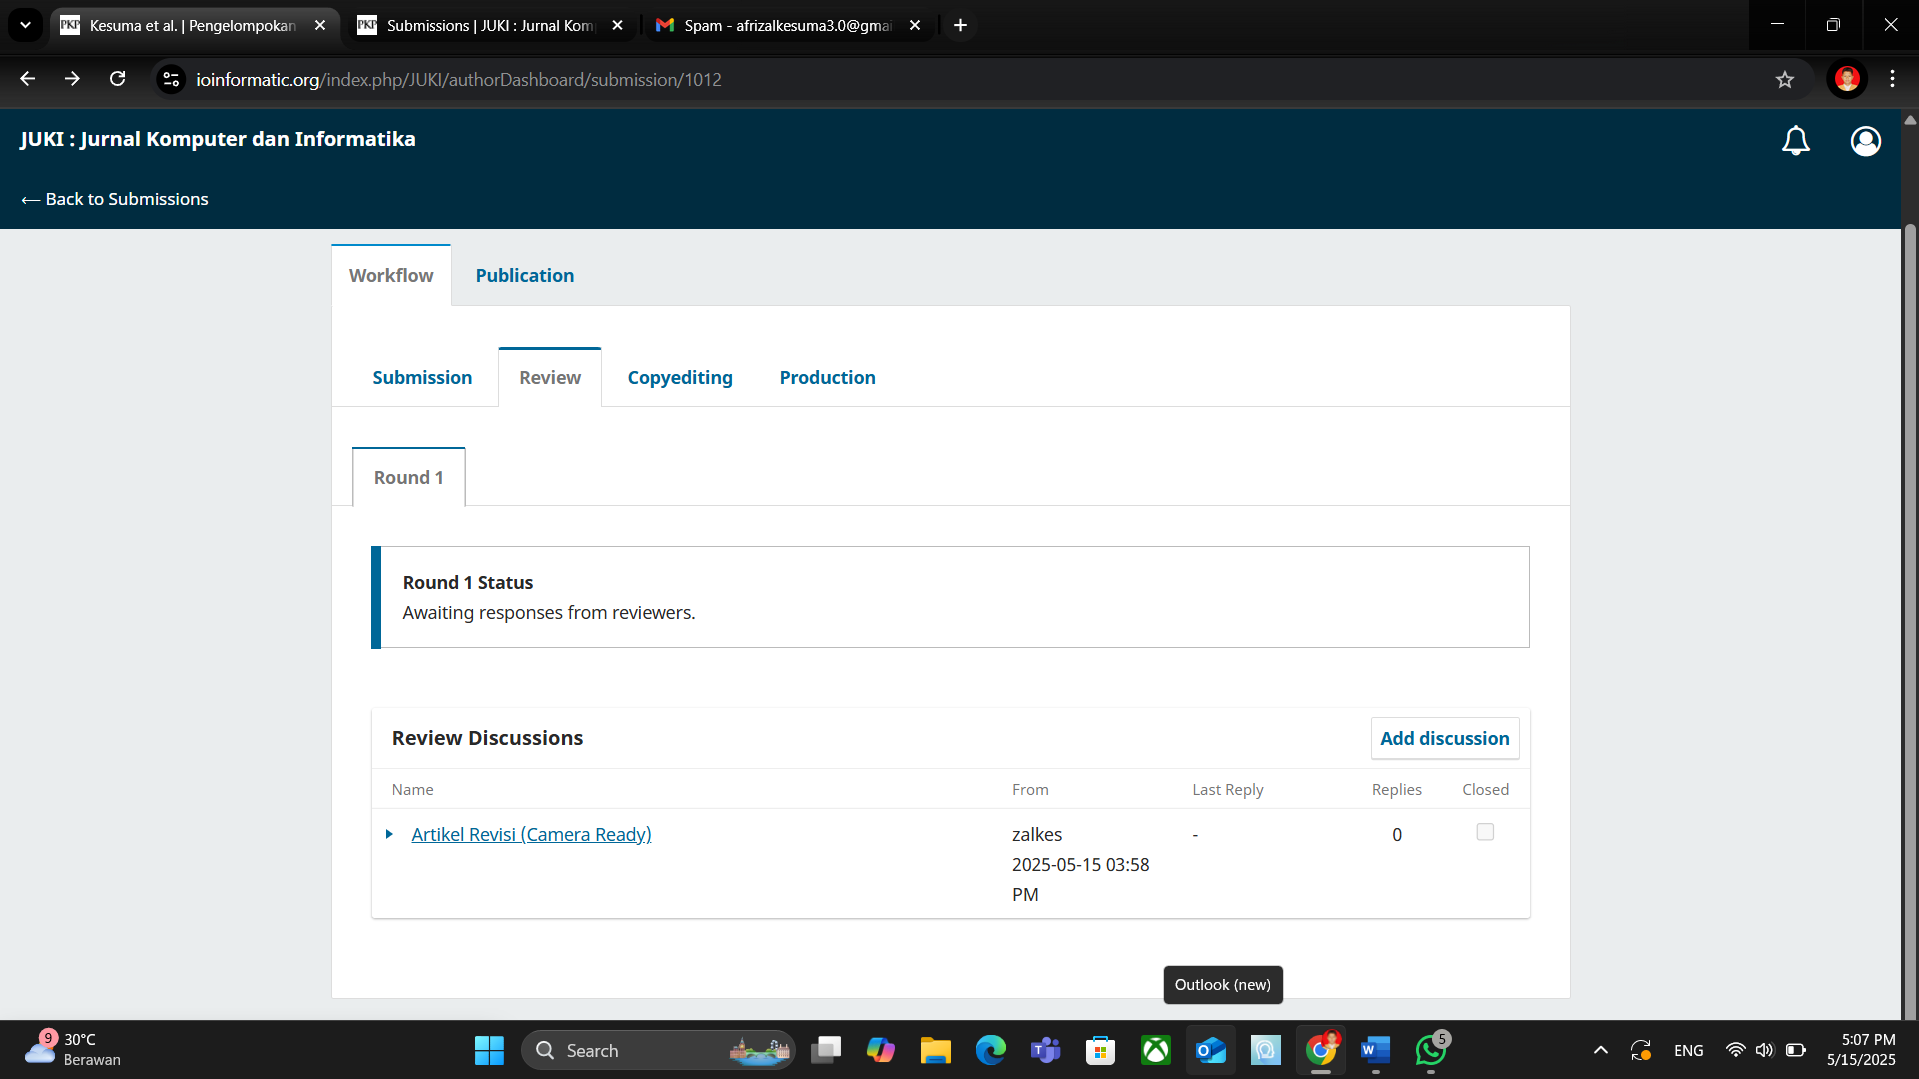 Kesuma et al. | Pengelompokan
Submissions | JUKI : Jurnal Kom
Spam - afrizalkesuma3.0@gmai
ioinformatic.org/index.php/JUKI/authorDashboard/submission/1012
JUKI : Jurnal Komputer dan Informatika
← Back to Submissions
Workflow Publication
Submission Review Copyediting Production
Round 1
Round 1 Status
Awaiting responses from reviewers.
Review Discussions Add discussion
Name From Last Reply Replies Closed
Artikel Revisi (Camera Ready) zalkes - 0
2025-05-15 03:58
PM
Outlook (new)
9 30°C
Berawan
Search
5
ENG
5:07 PM
5/15/2025